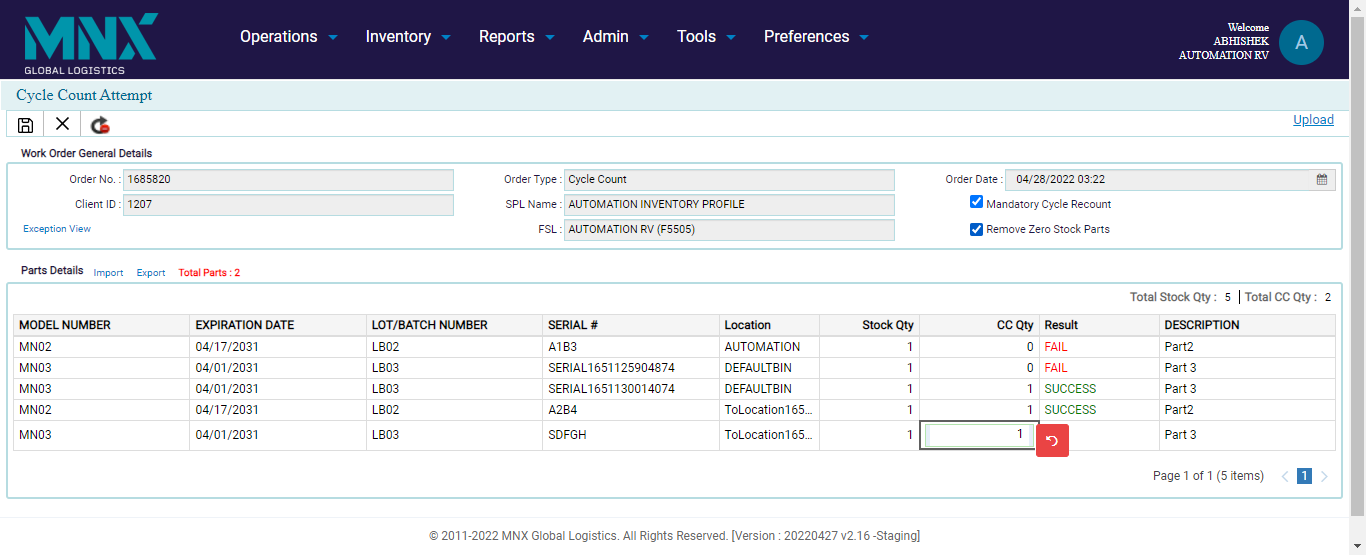 MNX
GLOBAL LOGISTICS
Operations Inventory Reports Admin Tools Preferences
Welcome
ABHISHEK
AUTOMATION RV
A
Cycle Count Attempt
Upload
Work Order General Details
Order No. : 1685820 Order Type : Cycle Count Order Date : 04/28/2022 03:22
Client ID : 1207 SPL Name : AUTOMATION INVENTORY PROFILE Mandatory Cycle Recount
Exception View FSL : AUTOMATION RV (F5505) Remove Zero Stock Parts
Parts Details Import Export Total Parts : 2
Total Stock Qty : 5 Total CC Qty : 2
MODEL NUMBER EXPIRATION DATE LOT/BATCH NUMBER SERIAL # Location Stock Qty CC Qty Result DESCRIPTION
MN02 04/17/2031 LB02 A1B3 AUTOMATION 1 0 FAIL Part2
MN03 04/01/2031 LB03 SERIAL1651125904874 DEFAULTBIN 1 0 FAIL Part 3
MN03 04/01/2031 LB03 SERIAL1651130014074 DEFAULTBIN 1 1 SUCCESS Part 3
MN02 04/17/2031 LB02 A2B4 ToLocation165... 1 1 SUCCESS Part2
MN03 04/01/2031 LB03 SDFGH ToLocation165... 1 1 Part 3
Page 1 of 1 (5 items) 1
© 2011-2022 MNX Global Logistics. All Rights Reserved. [Version : 20220427 v2.16 -Staging]